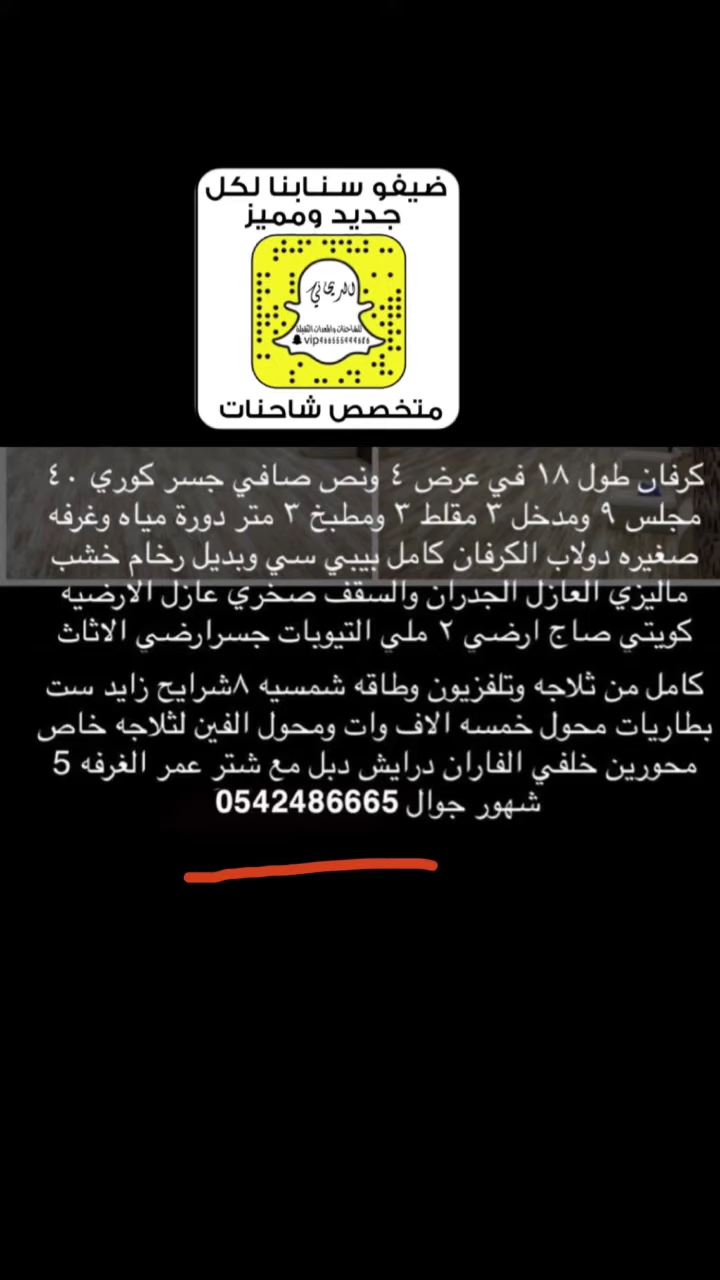 ضيفو سنابنا لكل
جديد ومميز
الريحاني
للشاحنات والمعدات الثقيلة
متخصص شاحنات
كرفان طول ١٨ في عرض ٤ ونص صافي جسر كوري ٤٠
مجلس ٩ ومدخل ٣ مقلط ٣ ومطبخ ٣ متر دورة مياه وغرفه
صغيره دولاب الكرفان كامل بيبي سي وبديل رخام خشب
ماليزي العازل الجدران والسقف صخري عازل الارضيه
كويتي صاج ارضي ٢ ملي التيوبات جسرارضي الاثاث
كامل من ثلاجه وتلفزيون وطاقه شمسيه ٨شرايح زايد ست
بطاريات محول خمسه الاف وات ومحول الفين لثلاجه خاص
محورين خلفي الفاران درايش دبل مع شتر عمر الغرفه 5
شهور جوال 0542486665